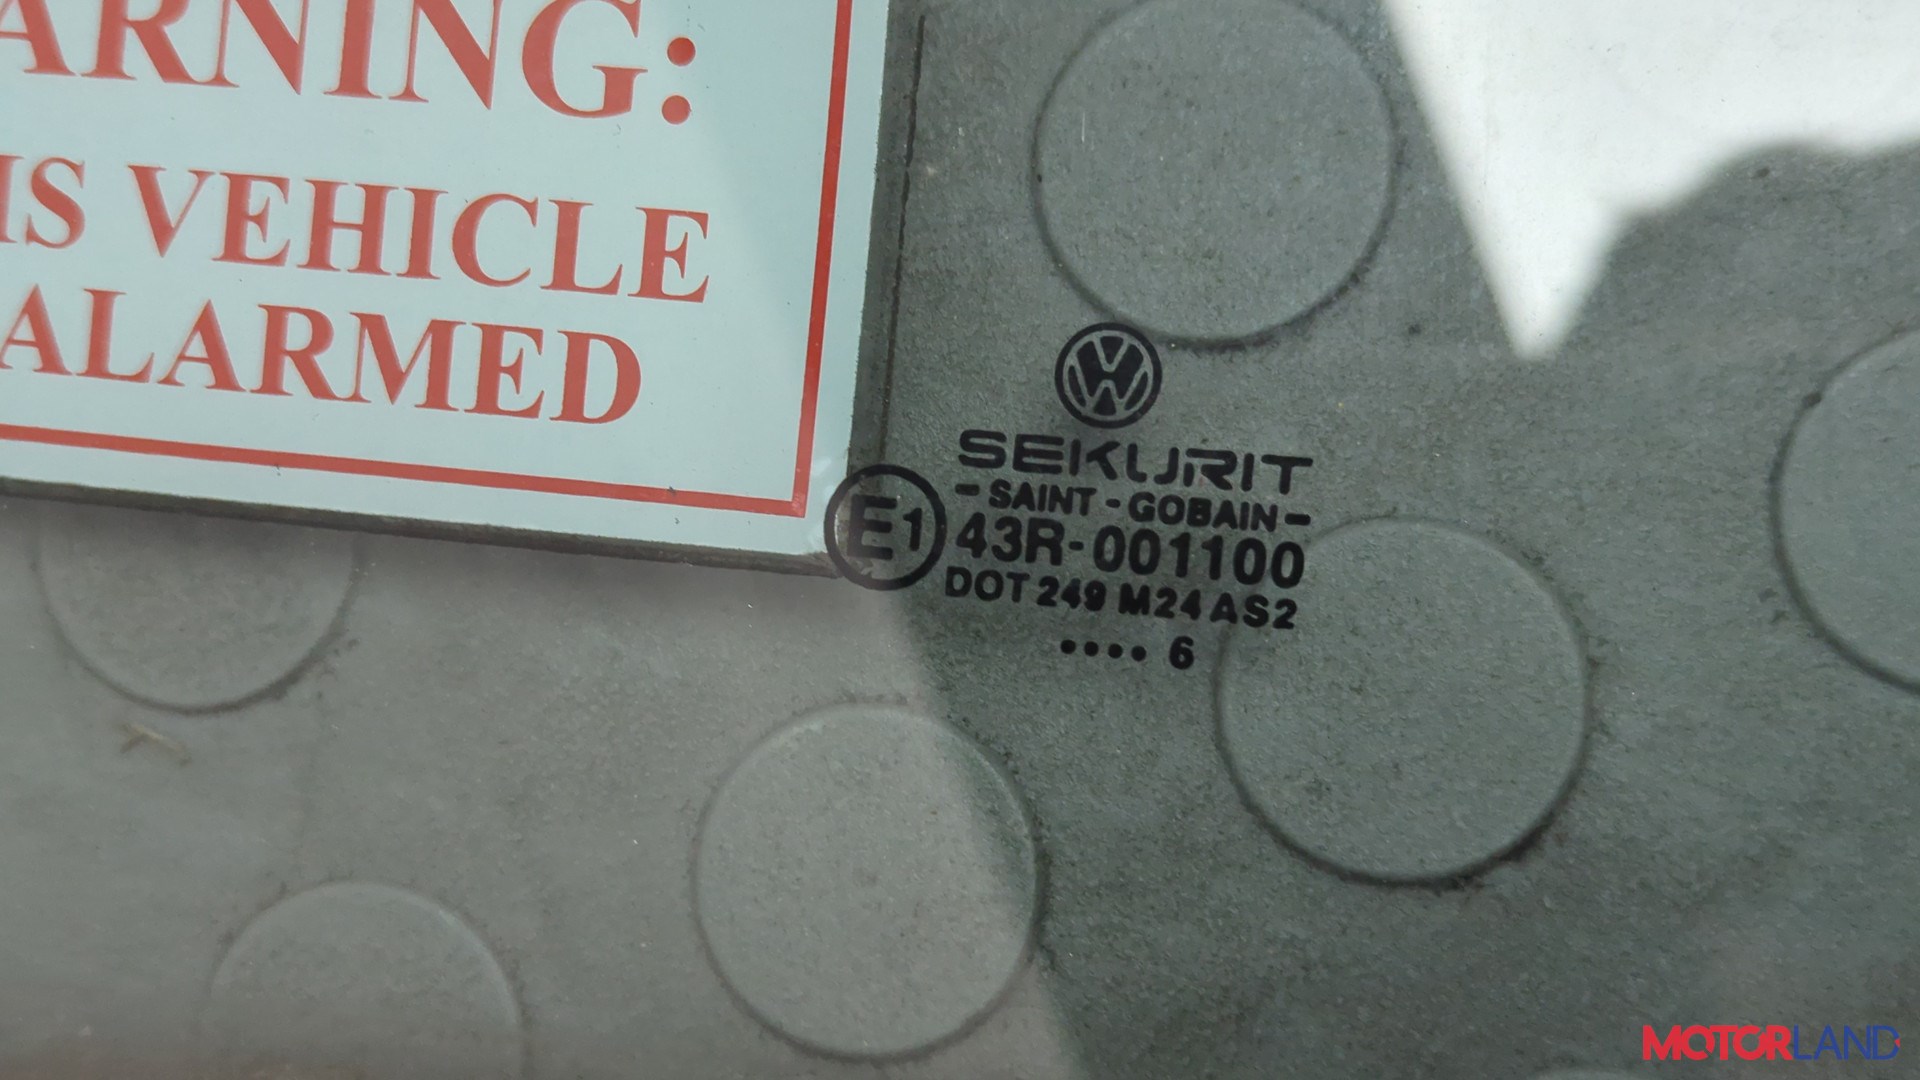 ARNING:
IS VEHICLE
ALARMED
SEKURIT
- SAINT - GOBAIN -
E1 43R-001100
DOT 249 M24 AS2
•••• 6
MOTORLAND